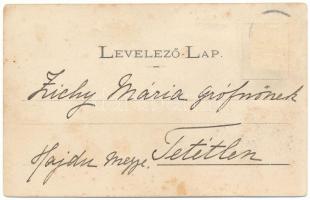 LEVELEZŐ-LAP.
Zichy Mária grófnőnek
Hajdu megye. Tetétlen